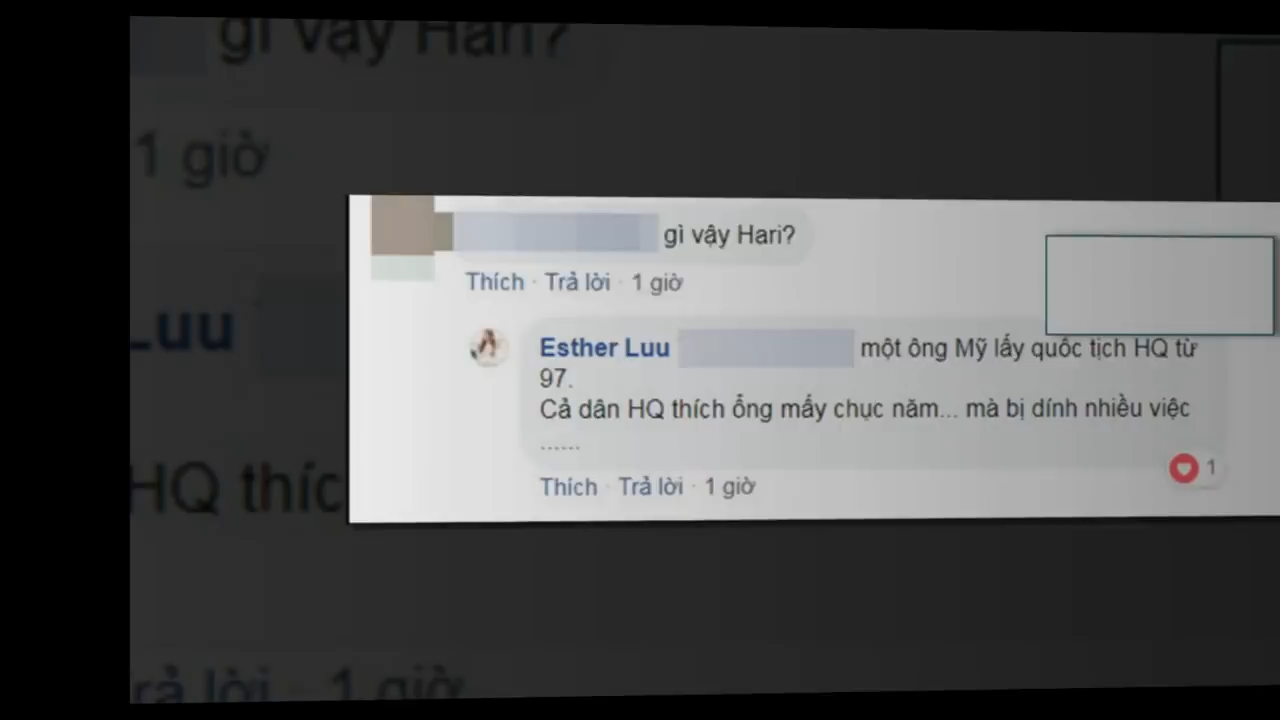 gì vậy Hari?
1 giờ
Luu
HQ thíc
rả lời · 1 giờ
gì vậy Hari?
Thích · Trả lời · 1 giờ
Esther Luu một ông Mỹ lấy quốc tịch HQ từ
97.
Cả dân HQ thích ổng mấy chục năm... mà bị dính nhiều việc
......
Thích · Trả lời · 1 giờ
1